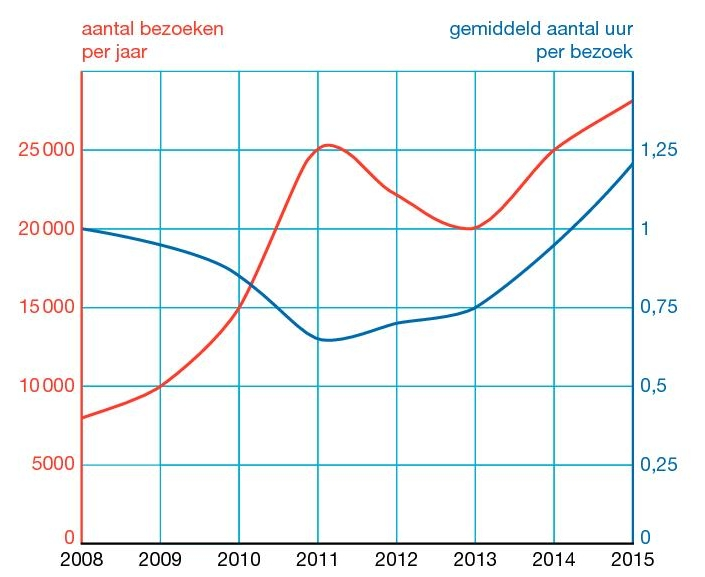 aantal bezoeken
per jaar
gemiddeld aantal uur
per bezoek
25 000
20 000
15 000
10 000
5000
0
1,25
1
0,75
0,5
0,25
0
2008 2009 2010 2011 2012 2013 2014 2015